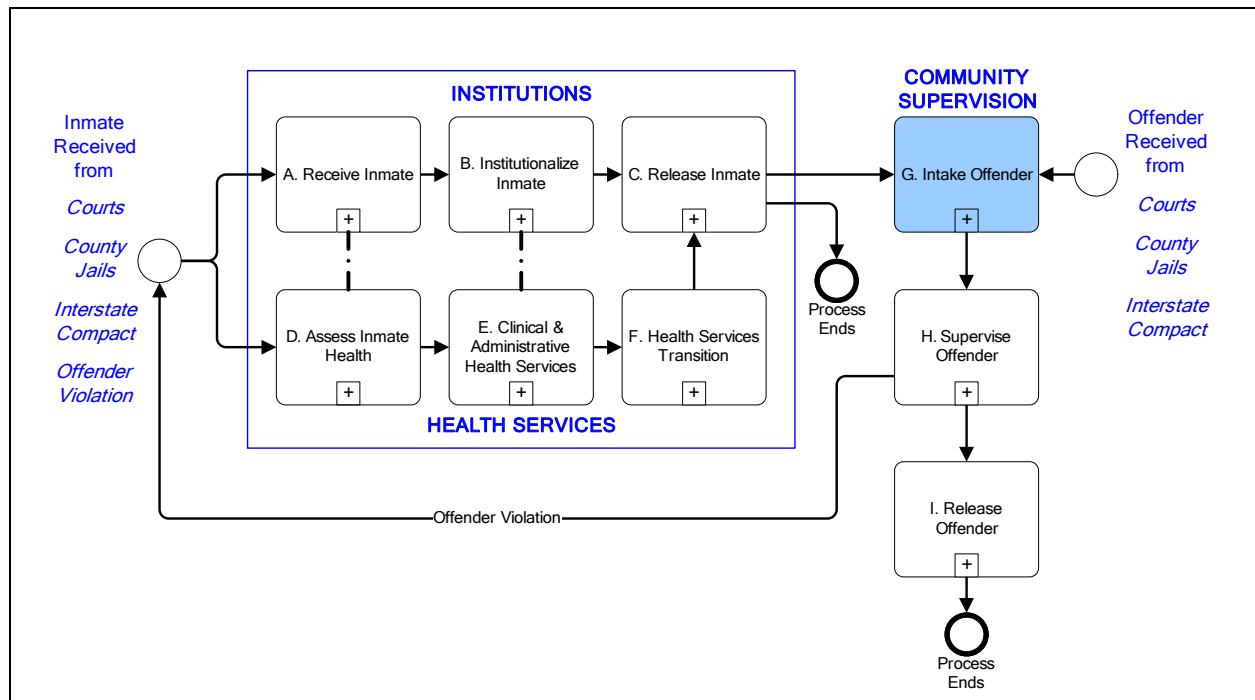 INSTITUTIONS
COMMUNITY
SUPERVISION
Inmate
Received
from
Courts
County
Jails
Interstate
Compact
Offender
Violation
A. Receive Inmate
+
B. Institutionalize
Inmate
+
C. Release Inmate
+
G. Intake Offender
+
Offender
Received
from
Courts
County
Jails
Interstate
Compact
D. Assess Inmate
Health
+
E. Clinical &
Administrative
Health Services
+
F. Health Services
Transition
+
Process
Ends
H. Supervise
Offender
+
HEALTH SERVICES
Offender Violation
I. Release
Offender
+
Process
Ends